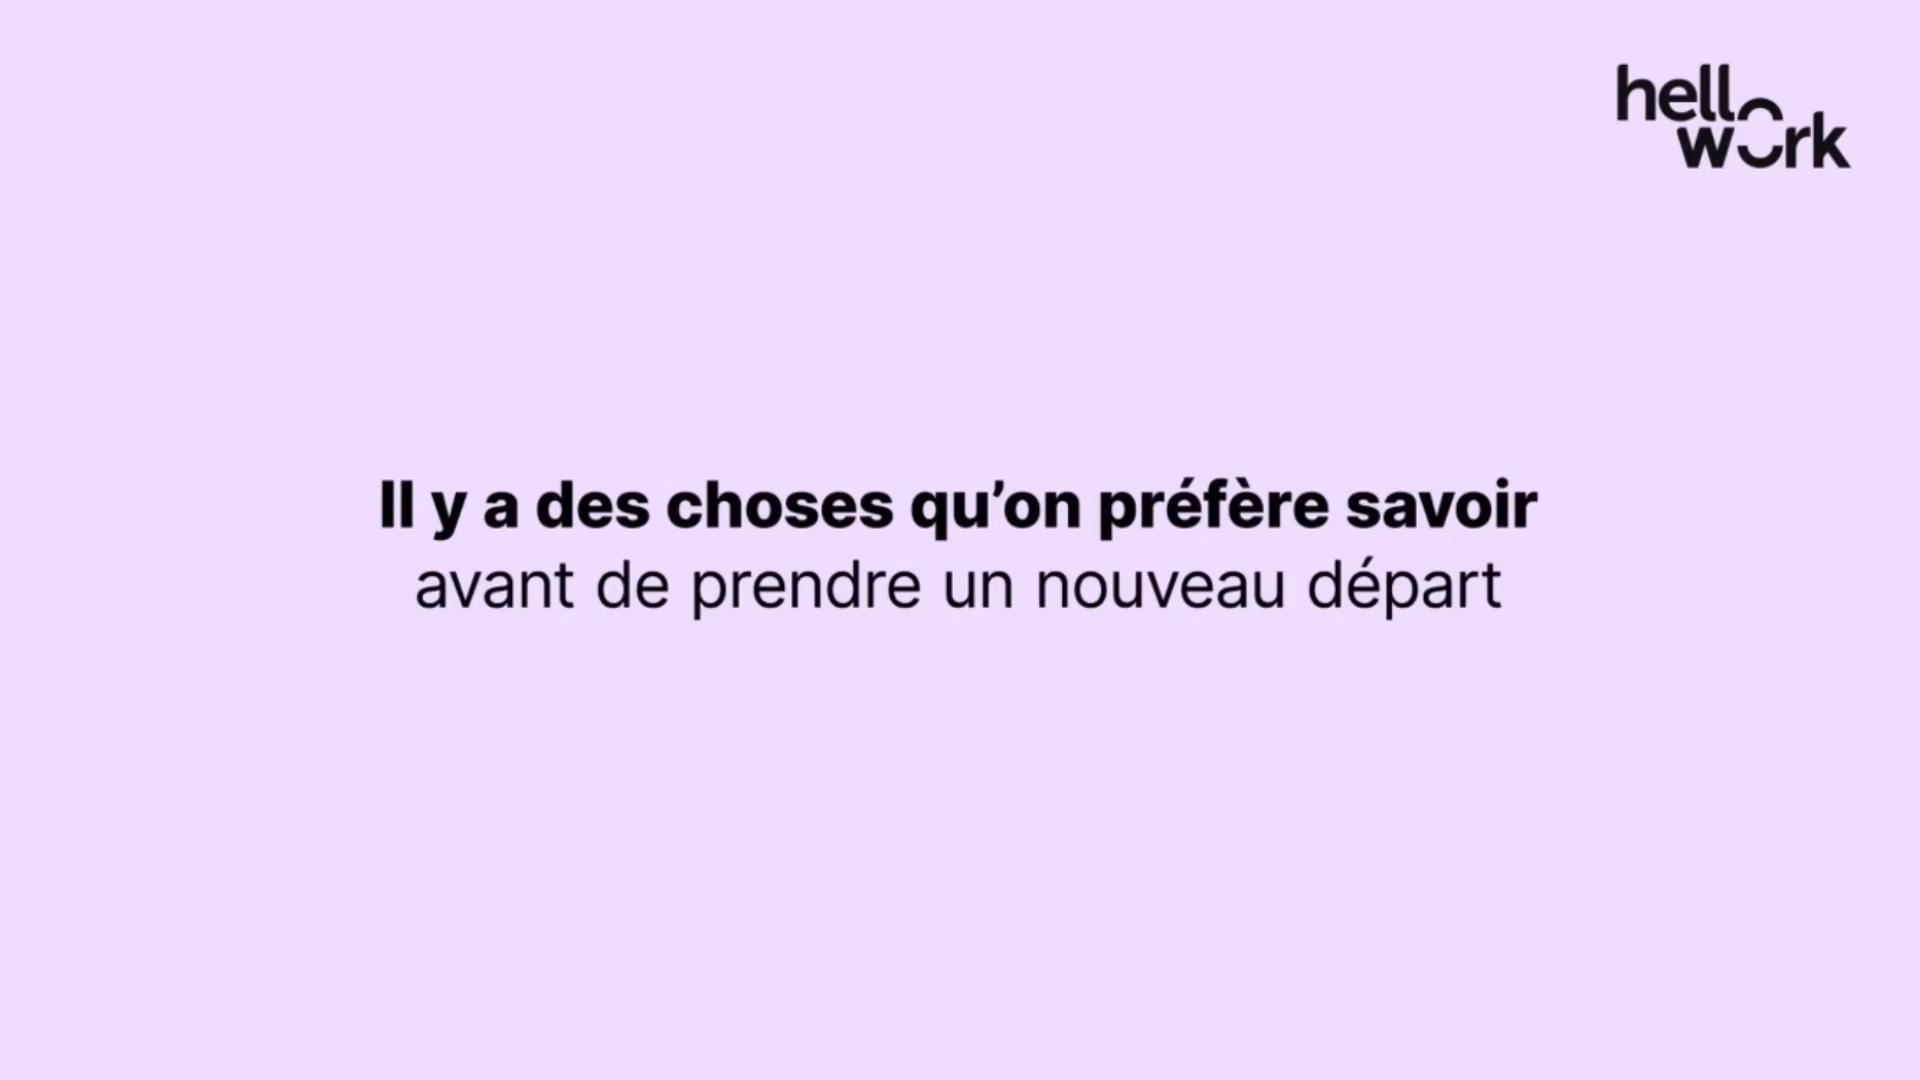 hello
work
Il y a des choses qu’on préfère savoir
avant de prendre un nouveau départ